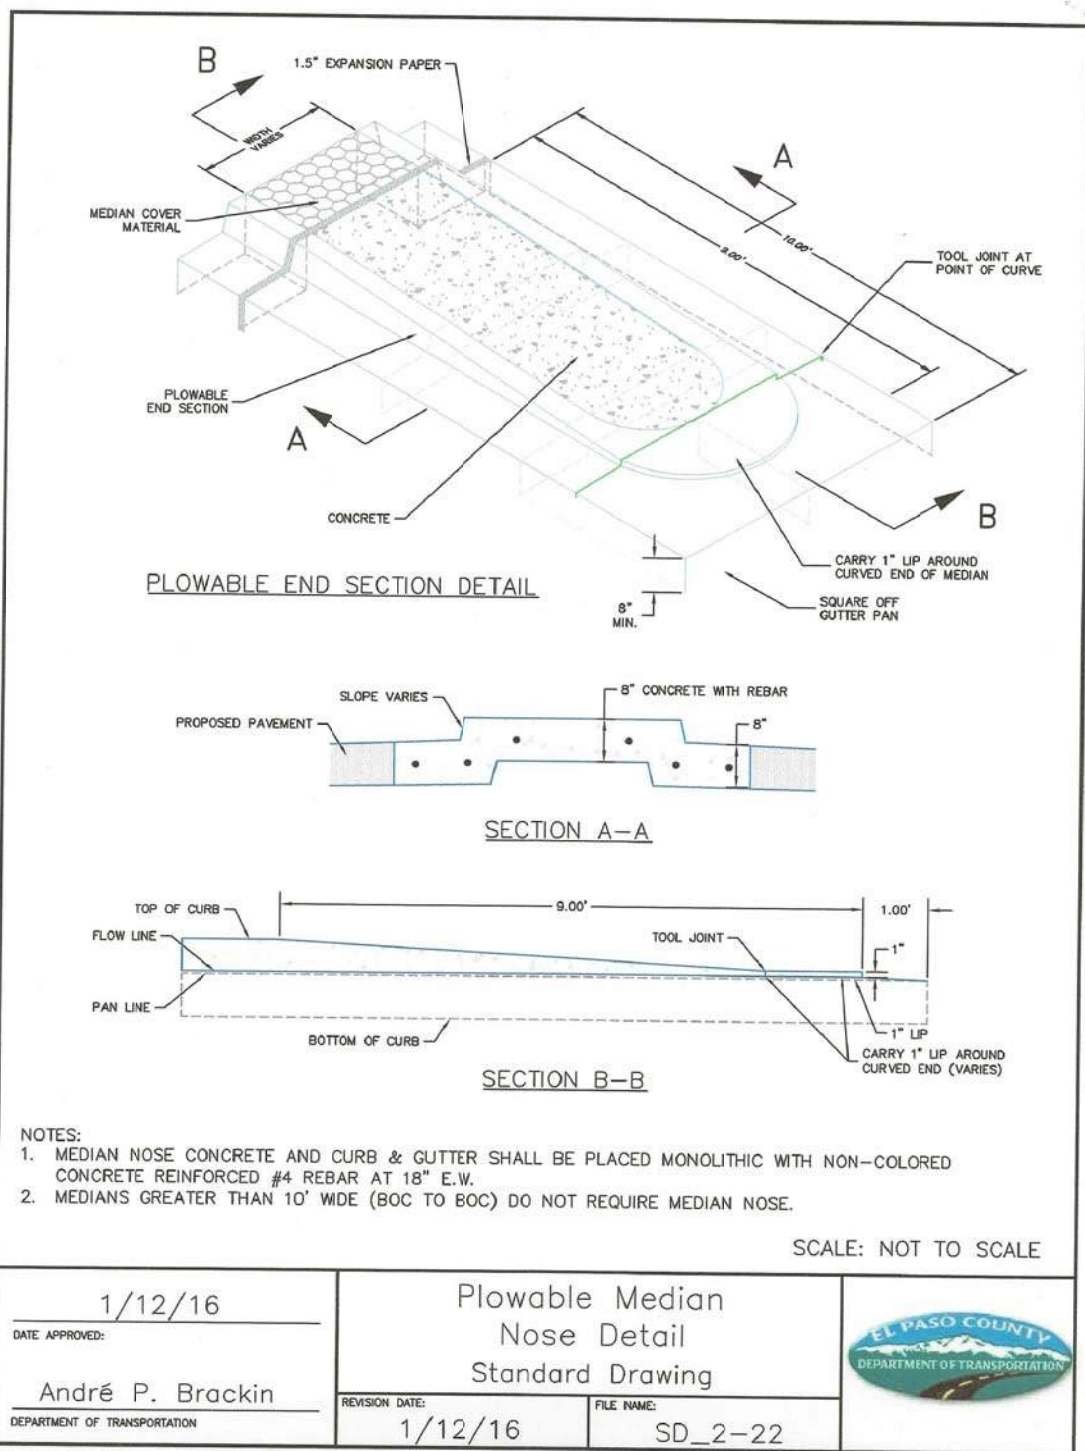 B
1.5" EXPANSION PAPER
WIDTH
VARIES
A
MEDIAN COVER
MATERIAL
9.00'
10.00'
TOOL JOINT AT
POINT OF CURVE
PLOWABLE
END SECTION
A
CONCRETE
B
CARRY 1" LIP AROUND
CURVED END OF MEDIAN
PLOWABLE END SECTION DETAIL
8"
MIN.
SQUARE OFF
GUTTER PAN
SLOPE VARIES
8" CONCRETE WITH REBAR
PROPOSED PAVEMENT
8"
SECTION A-A
TOP OF CURB
9.00'
1.00'
FLOW LINE
TOOL JOINT
1"
PAN LINE
BOTTOM OF CURB
1" LIP
CARRY 1" LIP AROUND
CURVED END (VARIES)
SECTION B-B
NOTES:
1. MEDIAN NOSE CONCRETE AND CURB & GUTTER SHALL BE PLACED MONOLITHIC WITH NON-COLORED
CONCRETE REINFORCED #4 REBAR AT 18" E.W.
2. MEDIANS GREATER THAN 10' WIDE (BOC TO BOC) DO NOT REQUIRE MEDIAN NOSE.
SCALE: NOT TO SCALE
1/12/16
DATE APPROVED:
André P. Brackin
DEPARTMENT OF TRANSPORTATION
Plowable Median
Nose Detail
Standard Drawing
REVISION DATE:
1/12/16
FILE NAME:
SD_2-22
EL PASO COUNTY
DEPARTMENT OF TRANSPORTATION